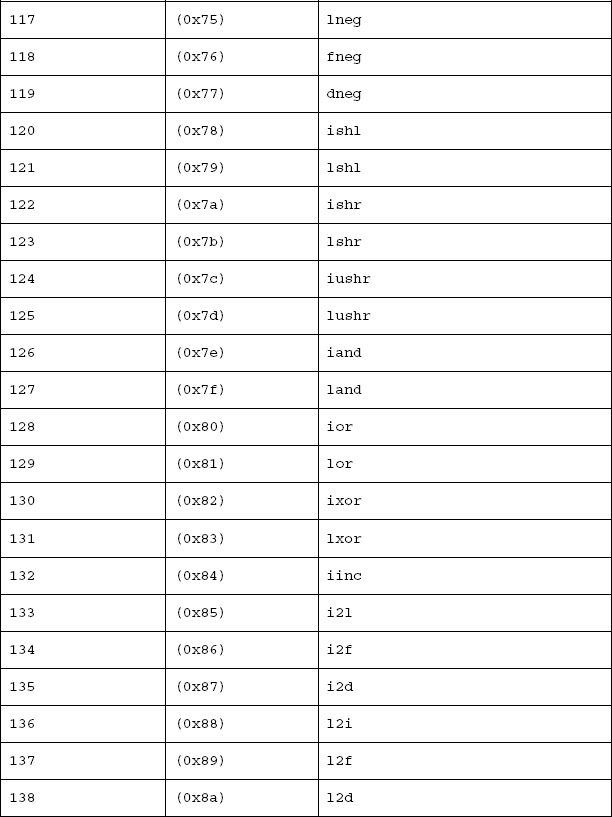 117 (0x75) lneg
118 (0x76) fneg
119 (0x77) dneg
120 (0x78) ishl
121 (0x79) lshl
122 (0x7a) ishr
123 (0x7b) lshr
124 (0x7c) iushr
125 (0x7d) lushr
126 (0x7e) iand
127 (0x7f) land
128 (0x80) ior
129 (0x81) lor
130 (0x82) ixor
131 (0x83) lxor
132 (0x84) iinc
133 (0x85) i2l
134 (0x86) i2f
135 (0x87) i2d
136 (0x88) l2i
137 (0x89) l2f
138 (0x8a) l2d